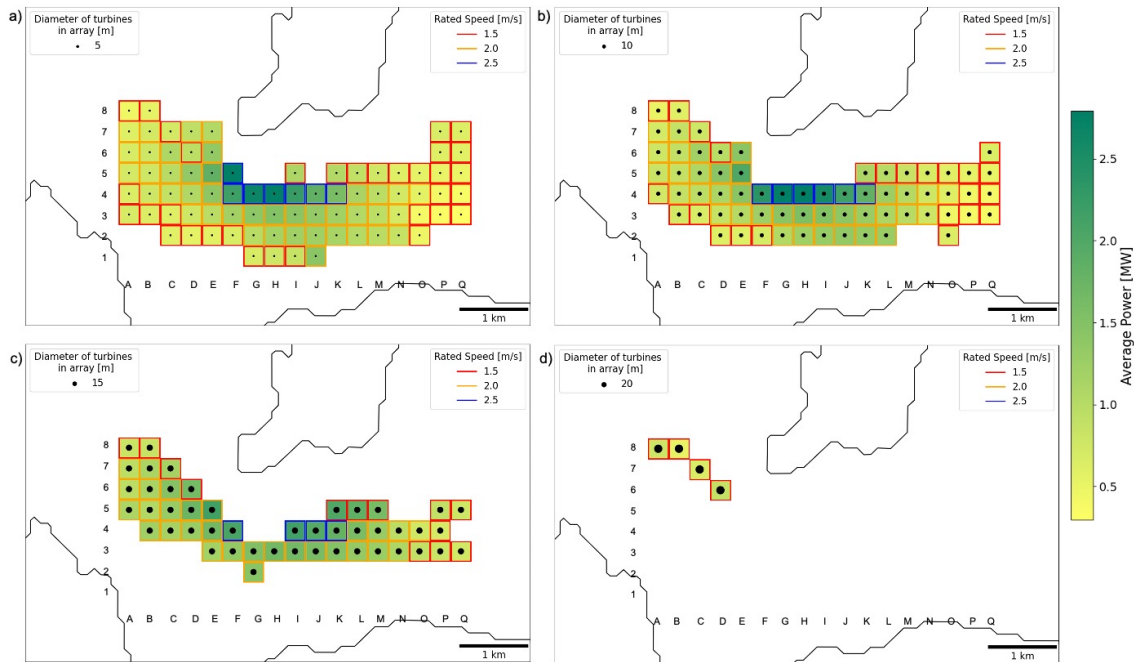 a)
Diameter of turbines
in array [m]
5
Rated Speed [m/s]
1.5
2.0
2.5
8
7
6
5
4
3
2
1
A B C D E F G H I J K L M N O P Q
1 km
b)
Diameter of turbines
in array [m]
10
Rated Speed [m/s]
1.5
2.0
2.5
8
7
6
5
4
3
2
1
A B C D E F G H I J K L M N O P Q
1 km
c)
Diameter of turbines
in array [m]
15
Rated Speed [m/s]
1.5
2.0
2.5
8
7
6
5
4
3
2
1
A B C D E F G H I J K L M N O P Q
1 km
d)
Diameter of turbines
in array [m]
20
Rated Speed [m/s]
1.5
2.0
2.5
8
7
6
5
4
3
2
1
A B C D E F G H I J K L M N O P Q
1 km
2.5
2.0
1.5
1.0
0.5
Average Power [MW]